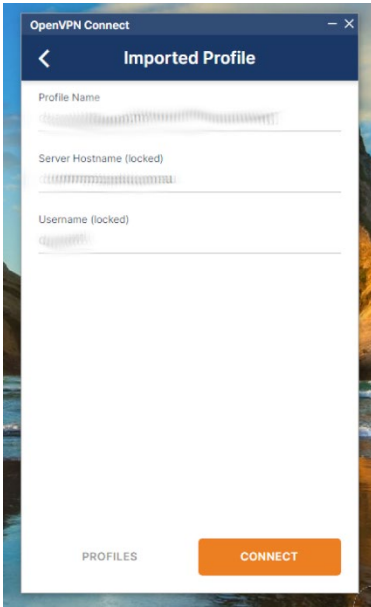 OpenVPN Connect
Imported Profile
Profile Name
Server Hostname (locked)
Username (locked)
PROFILES
CONNECT